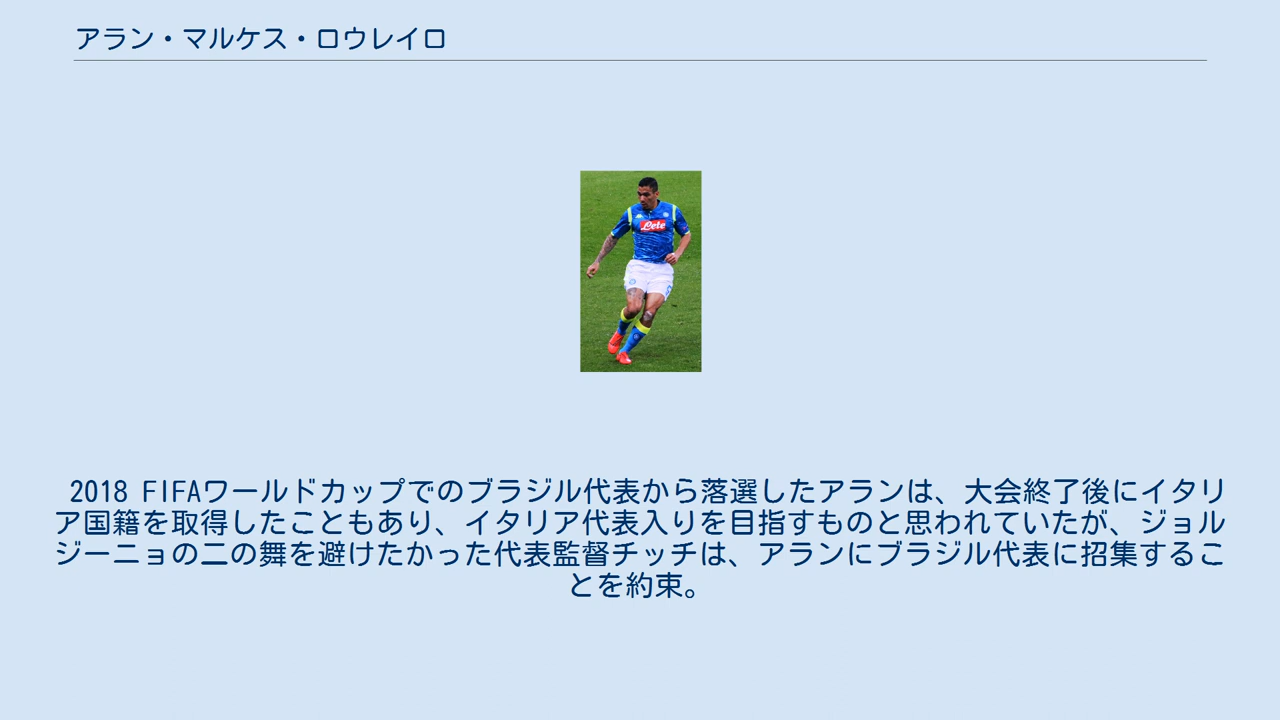 アラン・マルケス・ロウレイロ
Lete
2018 FIFAワールドカップでのブラジル代表から落選したアランは、大会終了後にイタリ
ア国籍を取得したこともあり、イタリア代表入りを目指すものと思われていたが、ジョル
ジーニョの二の舞を避けたかった代表監督チッチは、アランにブラジル代表に招集するこ
とを約束。